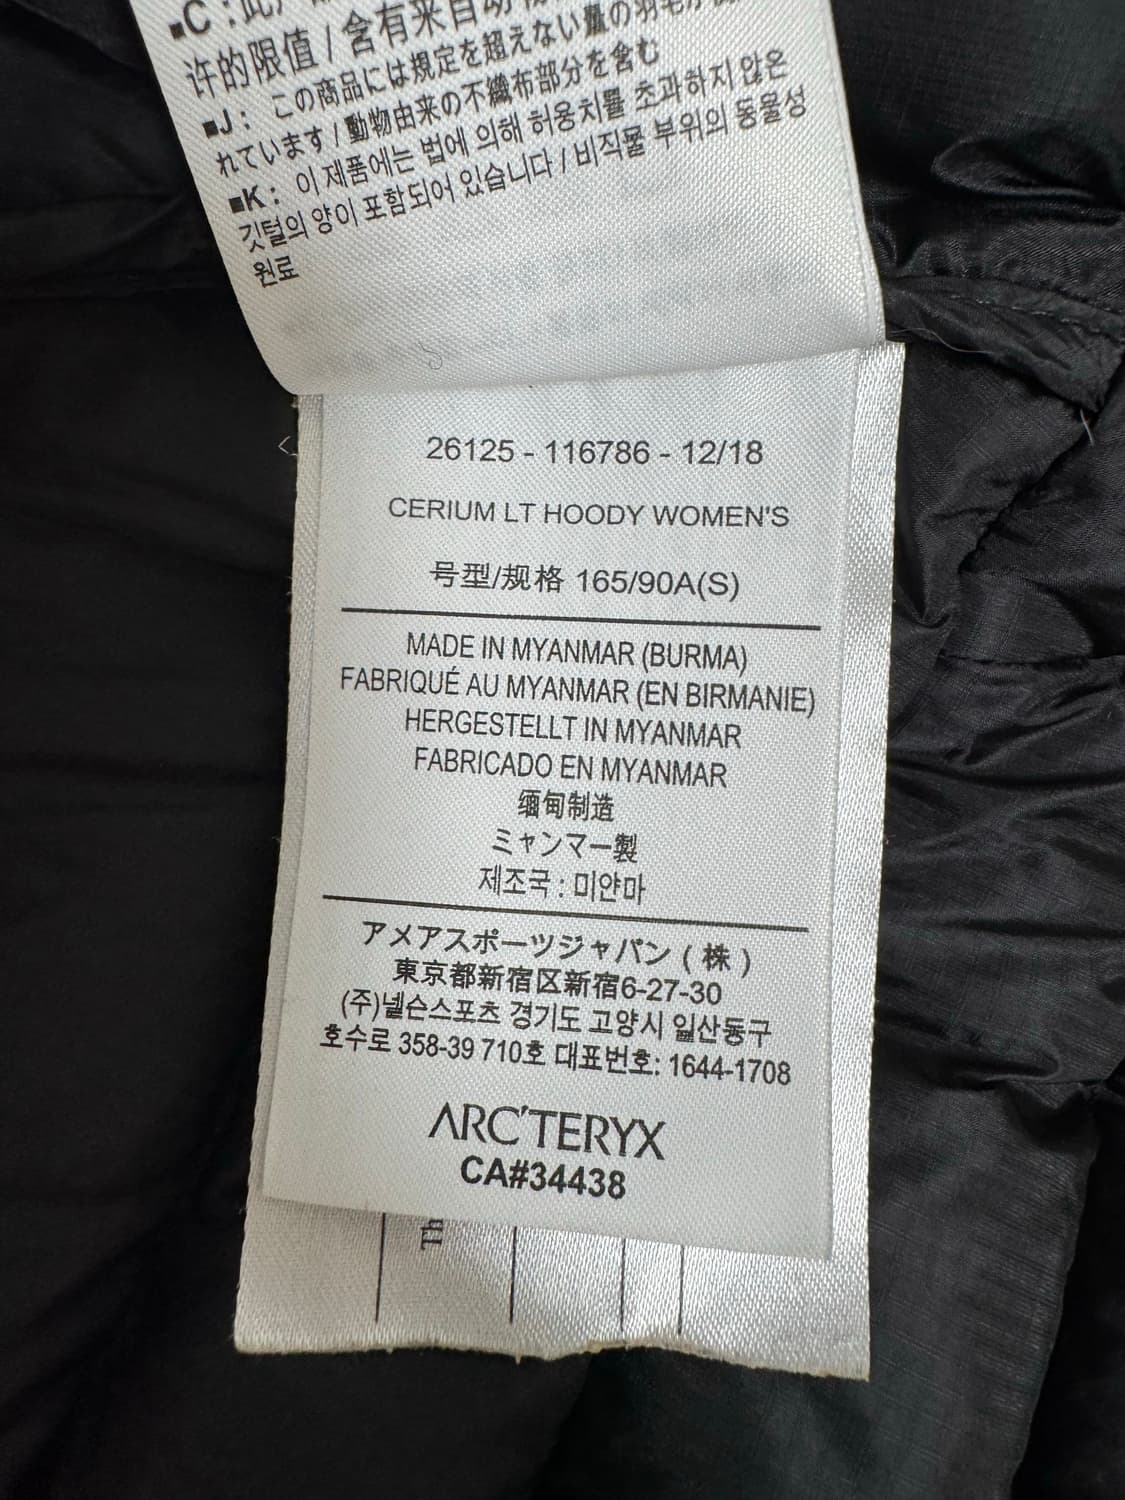 ■C : 此
许的限值 / 含有来自动物
■J : この商品には規定を超えない量の羽毛が
れています / 動物由来の不織布部分を含む
■K : 이 제품에는 법에 의해 허용치를 초과하지 않은
깃털의 양이 포함되어 있습니다 / 비직물 부위의 동물성
원료
26125 - 116786 - 12/18
CERIUM LT HOODY WOMEN'S
号型/规格 165/90A(S)
MADE IN MYANMAR (BURMA)
FABRIQUÉ AU MYANMAR (EN BIRMANIE)
HERGESTELLT IN MYANMAR
FABRICADO EN MYANMAR
缅甸制造
ミャンマー製
제조국 : 미얀마
アメアスポーツジャパン ( 株 )
東京都新宿区新宿6-27-30
(주)넬슨스포츠 경기도 고양시 일산동구
호수로 358-39 710호 대표번호: 1644-1708
ARC'TERYX
CA#34438
Th